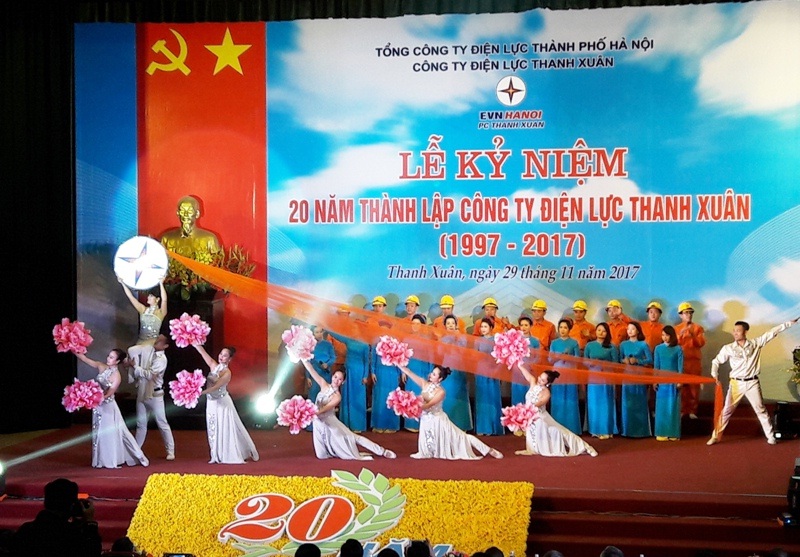 TỔNG CÔNG TY ĐIỆN LỰC THÀNH PHỐ HÀ NỘI
CÔNG TY ĐIỆN LỰC THANH XUÂN
EVN HANOI
PC THANH XUÂN
LỄ KỶ NIỆM
20 NĂM THÀNH LẬP CÔNG TY ĐIỆN LỰC THANH XUÂN
(1997 - 2017)
Thanh Xuân, ngày 29 tháng 11 năm 2017
20
NĂM